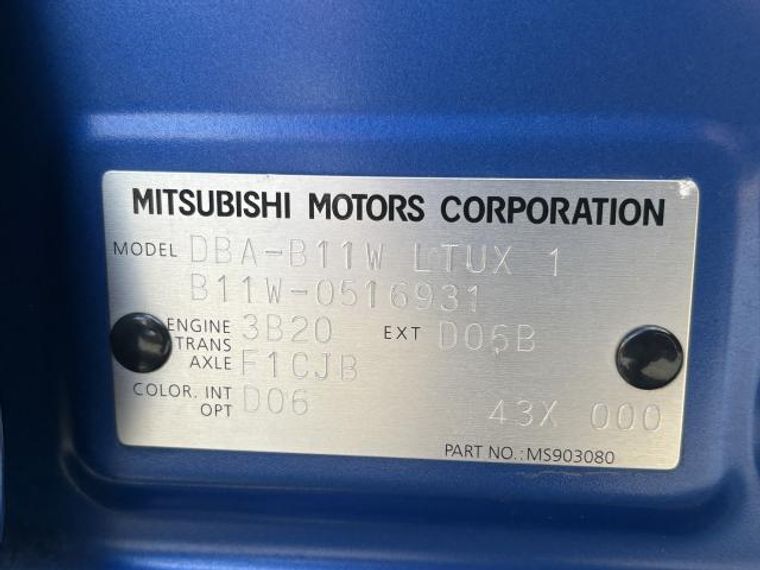 MITSUBISHI MOTORS CORPORATION
MODEL DBA-B11W LTUX 1
B11W-0516931
ENGINE 3B20 EXT D06B
TRANS
AXLE F1CJB
COLOR. INT D06
OPT 43X 000
PART NO.: MS903080